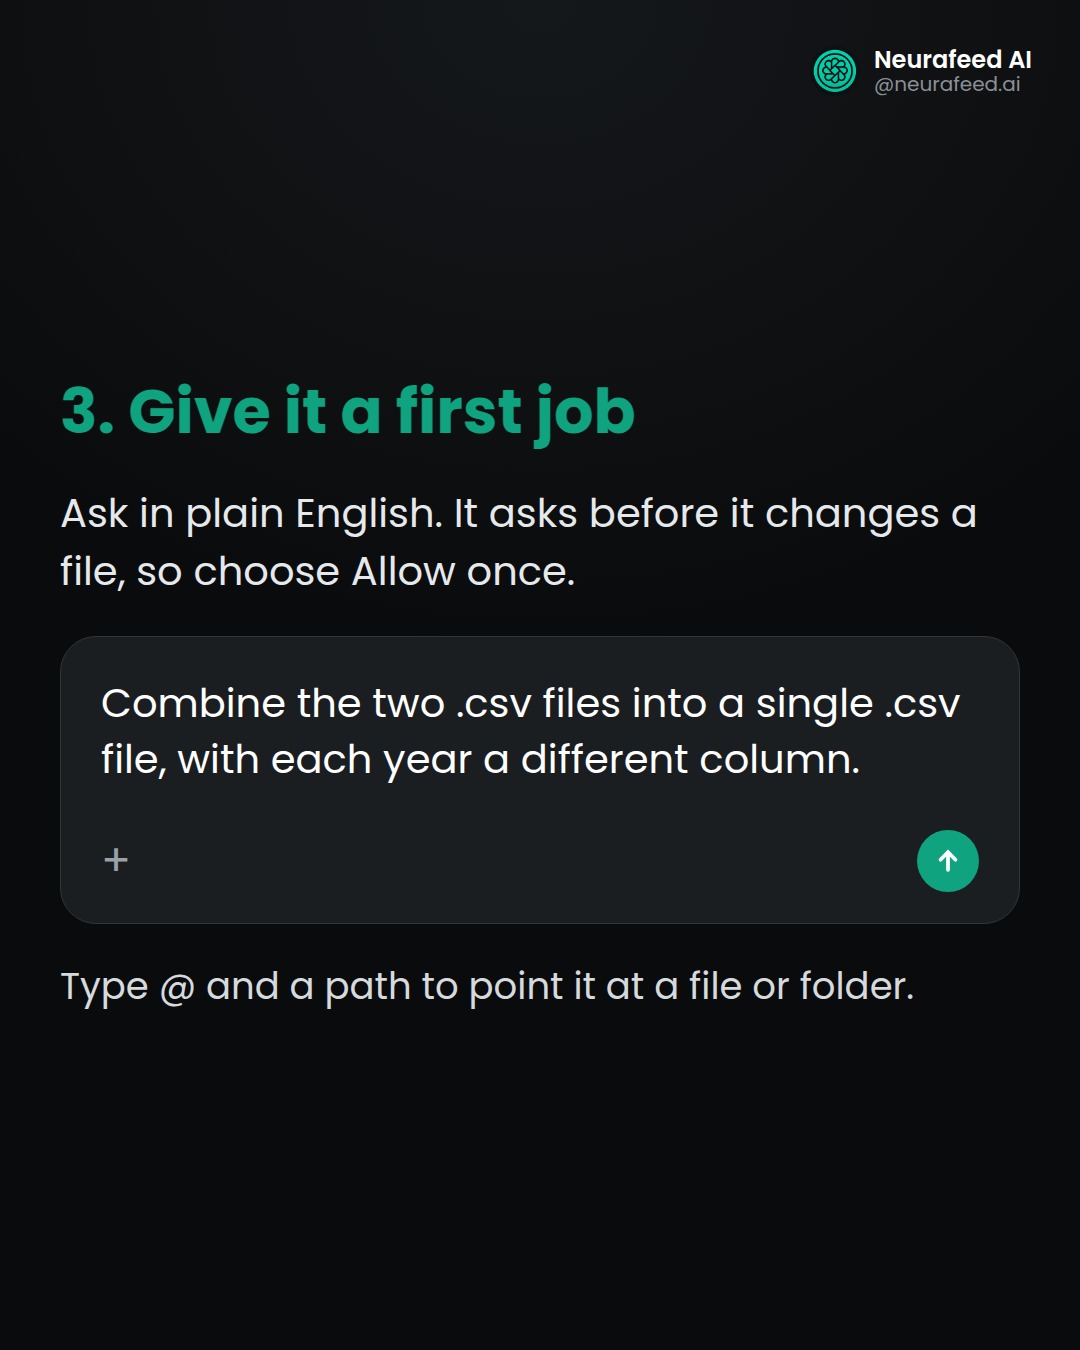 Neurafeed AI
@neurafeed.ai
3. Give it a first job
Ask in plain English. It asks before it changes a
file, so choose Allow once.
Combine the two .csv files into a single .csv
file, with each year a different column.
+
Type @ and a path to point it at a file or folder.